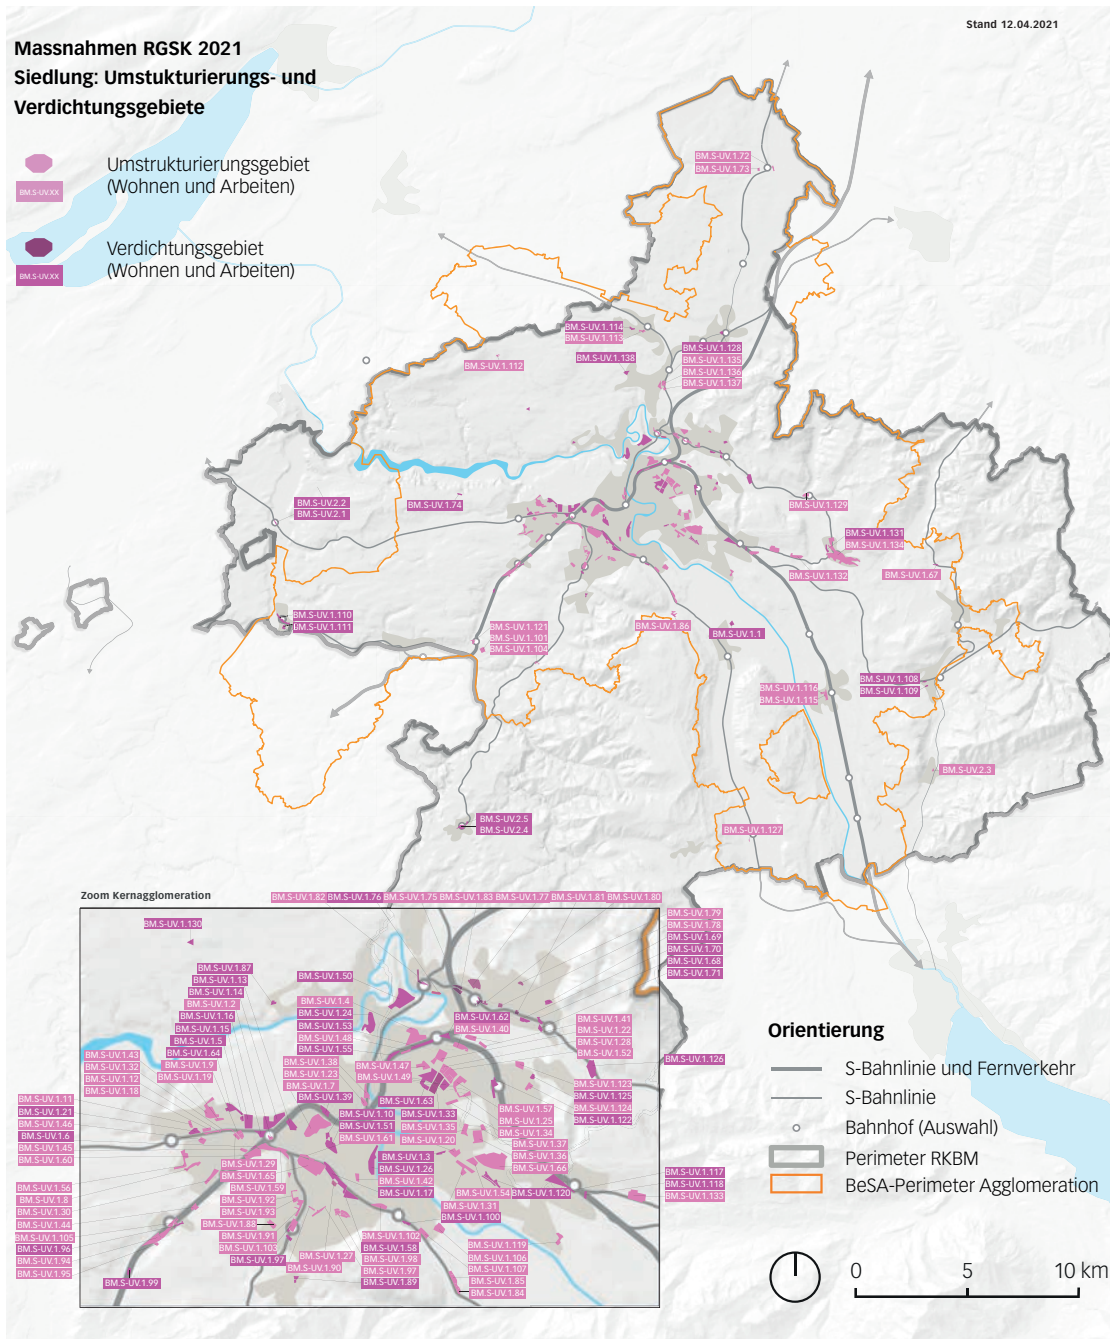 Stand 12.04.2021
Massnahmen RGSK 2021
Siedlung: Umstukturierungs- und
Verdichtungsgebiete
Umstrukturierungsgebiet
(Wohnen und Arbeiten)
BM.S-UV.XX
Verdichtungsgebiet
(Wohnen und Arbeiten)
BM.S-UV.XX
BM.S-UV.1.72
BM.S-UV.1.73
BM.S-UV.1.114
BM.S-UV.1.113
BM.S-UV.1.138
BM.S-UV.1.112
BM.S-UV.1.128
BM.S-UV.1.135
BM.S-UV.1.136
BM.S-UV.1.137
BM.S-UV.2.2
BM.S-UV.2.1
BM.S-UV.1.74
BM.S-UV.1.129
BM.S-UV.1.131
BM.S-UV.1.134
BM.S-UV.1.132
BM.S-UV.1.67
BM.S-UV.1.110
BM.S-UV.1.111
BM.S-UV.1.121
BM.S-UV.1.101
BM.S-UV.1.104
BM.S-UV.1.86
BM.S-UV.1.1
BM.S-UV.1.116
BM.S-UV.1.115
BM.S-UV.1.108
BM.S-UV.1.109
BM.S-UV.2.3
BM.S-UV.2.5
BM.S-UV.2.4
BM.S-UV.1.127
Zoom Kernagglomeration
BM.S-UV.1.82 BM.S-UV.1.76 BM.S-UV.1.75 BM.S-UV.1.83 BM.S-UV.1.77 BM.S-UV.1.81 BM.S-UV.1.80
BM.S-UV.1.79
BM.S-UV.1.78
BM.S-UV.1.69
BM.S-UV.1.70
BM.S-UV.1.68
BM.S-UV.1.71
BM.S-UV.1.130
BM.S-UV.1.87
BM.S-UV.1.13
BM.S-UV.1.14
BM.S-UV.1.2
BM.S-UV.1.16
BM.S-UV.1.15
BM.S-UV.1.5
BM.S-UV.1.64
BM.S-UV.1.9
BM.S-UV.1.19
BM.S-UV.1.50
BM.S-UV.1.4
BM.S-UV.1.24
BM.S-UV.1.53
BM.S-UV.1.48
BM.S-UV.1.55
BM.S-UV.1.38
BM.S-UV.1.23
BM.S-UV.1.7
BM.S-UV.1.39
BM.S-UV.1.62
BM.S-UV.1.40
BM.S-UV.1.41
BM.S-UV.1.22
BM.S-UV.1.28
BM.S-UV.1.52
BM.S-UV.1.126
BM.S-UV.1.43
BM.S-UV.1.32
BM.S-UV.1.12
BM.S-UV.1.18
BM.S-UV.1.47
BM.S-UV.1.49
BM.S-UV.1.123
BM.S-UV.1.125
BM.S-UV.1.124
BM.S-UV.1.122
BM.S-UV.1.11
BM.S-UV.1.21
BM.S-UV.1.46
BM.S-UV.1.6
BM.S-UV.1.45
BM.S-UV.1.60
BM.S-UV.1.63
BM.S-UV.1.10
BM.S-UV.1.51
BM.S-UV.1.61
BM.S-UV.1.33
BM.S-UV.1.35
BM.S-UV.1.20
BM.S-UV.1.57
BM.S-UV.1.25
BM.S-UV.1.34
BM.S-UV.1.37
BM.S-UV.1.36
BM.S-UV.1.66
BM.S-UV.1.3
BM.S-UV.1.26
BM.S-UV.1.42
BM.S-UV.1.17
BM.S-UV.1.54
BM.S-UV.1.120
BM.S-UV.1.31
BM.S-UV.1.100
BM.S-UV.1.117
BM.S-UV.1.118
BM.S-UV.1.133
BM.S-UV.1.56
BM.S-UV.1.8
BM.S-UV.1.30
BM.S-UV.1.44
BM.S-UV.1.105
BM.S-UV.1.96
BM.S-UV.1.94
BM.S-UV.1.95
BM.S-UV.1.29
BM.S-UV.1.65
BM.S-UV.1.59
BM.S-UV.1.92
BM.S-UV.1.93
BM.S-UV.1.88
BM.S-UV.1.91
BM.S-UV.1.103
BM.S-UV.1.97
BM.S-UV.1.27
BM.S-UV.1.90
BM.S-UV.1.102
BM.S-UV.1.58
BM.S-UV.1.98
BM.S-UV.1.97
BM.S-UV.1.89
BM.S-UV.1.119
BM.S-UV.1.106
BM.S-UV.1.107
BM.S-UV.1.85
BM.S-UV.1.84
BM.S-UV.1.99
Orientierung
S-Bahnlinie und Fernverkehr
S-Bahnlinie
Bahnhof (Auswahl)
Perimeter RKBM
BeSA-Perimeter Agglomeration
0 5 10 km